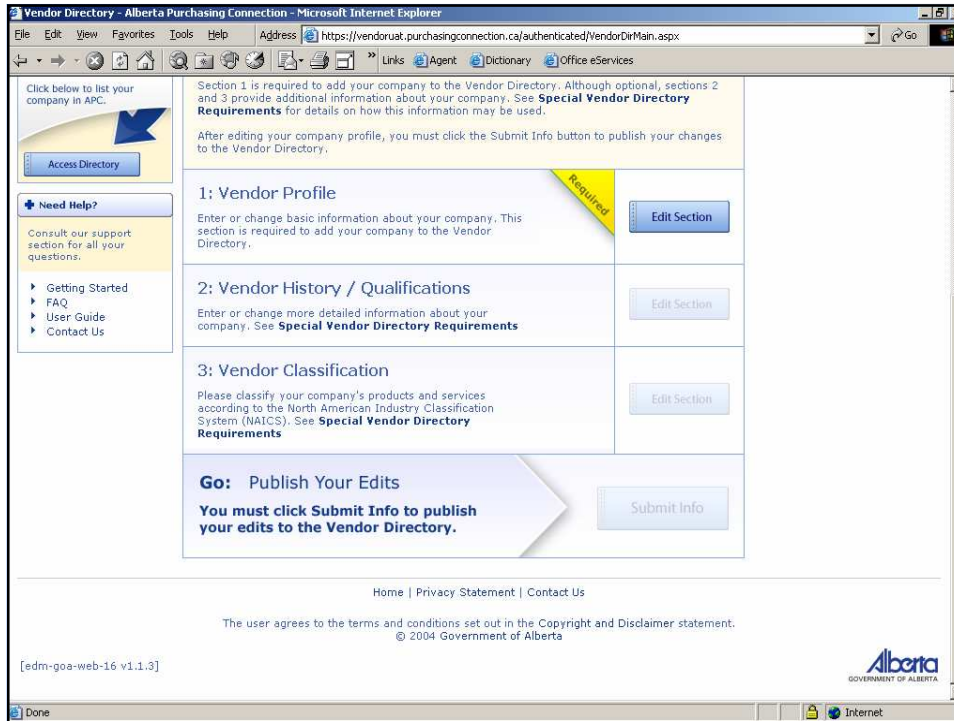 Vendor Directory - Alberta Purchasing Connection - Microsoft Internet Explorer
File Edit View Favorites Tools Help Address https://vendoruat.purchasingconnection.ca/authenticated/VendorDirMain.aspx Go
» Links Agent Dictionary Office eServices
Click below to list your
company in APC.
Access Directory
Need Help?
Consult our support
section for all your
questions.
Getting Started
FAQ
User Guide
Contact Us
Section 1 is required to add your company to the Vendor Directory. Although optional, sections 2
and 3 provide additional information about your company. See Special Vendor Directory
Requirements for details on how this information may be used.
After editing your company profile, you must click the Submit Info button to publish your changes
to the Vendor Directory.
1: Vendor Profile
Required
Enter or change basic information about your company. This
section is required to add your company to the Vendor
Directory.
Edit Section
2: Vendor History / Qualifications
Enter or change more detailed information about your
company. See Special Vendor Directory Requirements
Edit Section
3: Vendor Classification
Please classify your company's products and services
according to the North American Industry Classification
System (NAICS). See Special Vendor Directory
Requirements
Edit Section
Go: Publish Your Edits
You must click Submit Info to publish
your edits to the Vendor Directory.
Submit Info
Home | Privacy Statement | Contact Us
The user agrees to the terms and conditions set out in the Copyright and Disclaimer statement.
© 2004 Government of Alberta
[edm-goa-web-16 v1.1.3]
Alberta
GOVERNMENT OF ALBERTA
Done
Internet